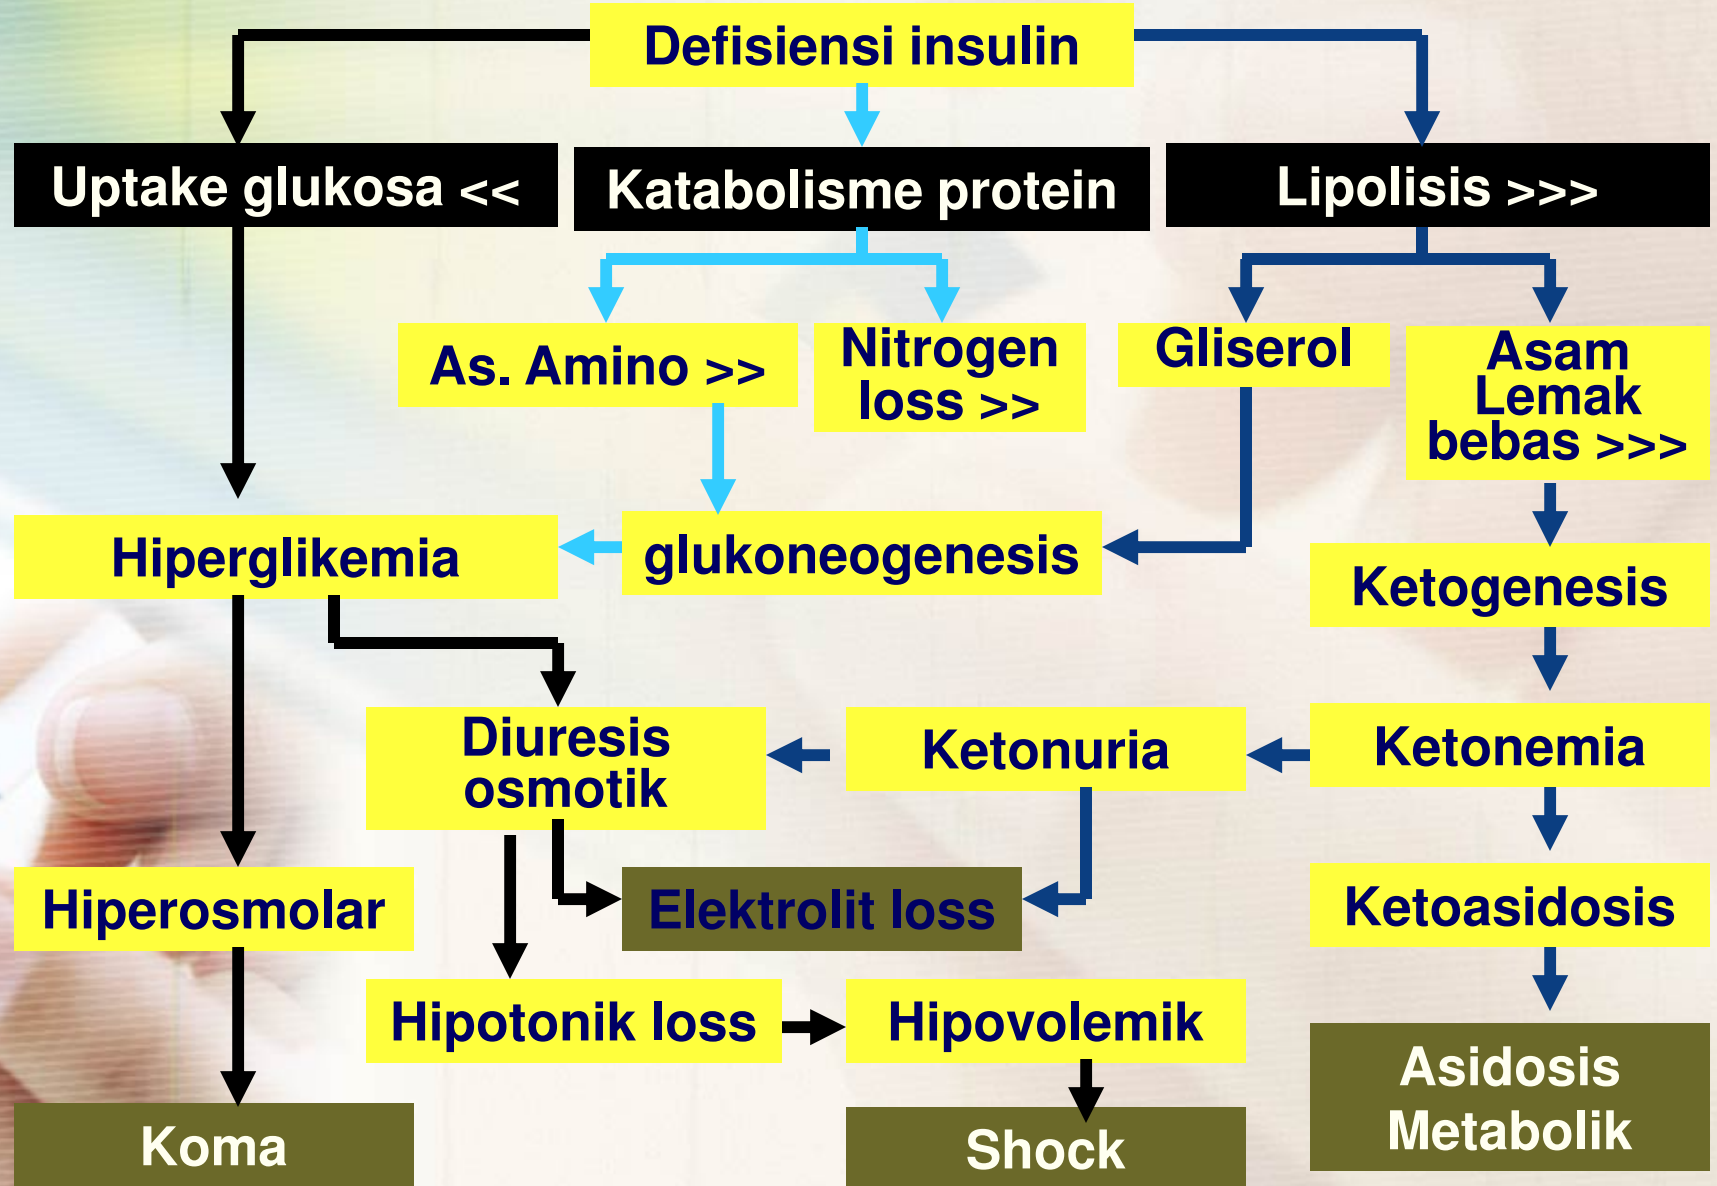 Defisiensi insulin
Uptake glukosa <<
Katabolisme protein
Lipolisis >>>
As. Amino >>
Nitrogen
loss >>
Gliserol
Asam
Lemak
bebas >>>
Hiperglikemia
glukoneogenesis
Ketogenesis
Diuresis
osmotik
Ketonuria
Ketonemia
Hiperosmolar
Elektrolit loss
Ketoasidosis
Hipotonik loss
Hipovolemik
Asidosis
Metabolik
Koma
Shock